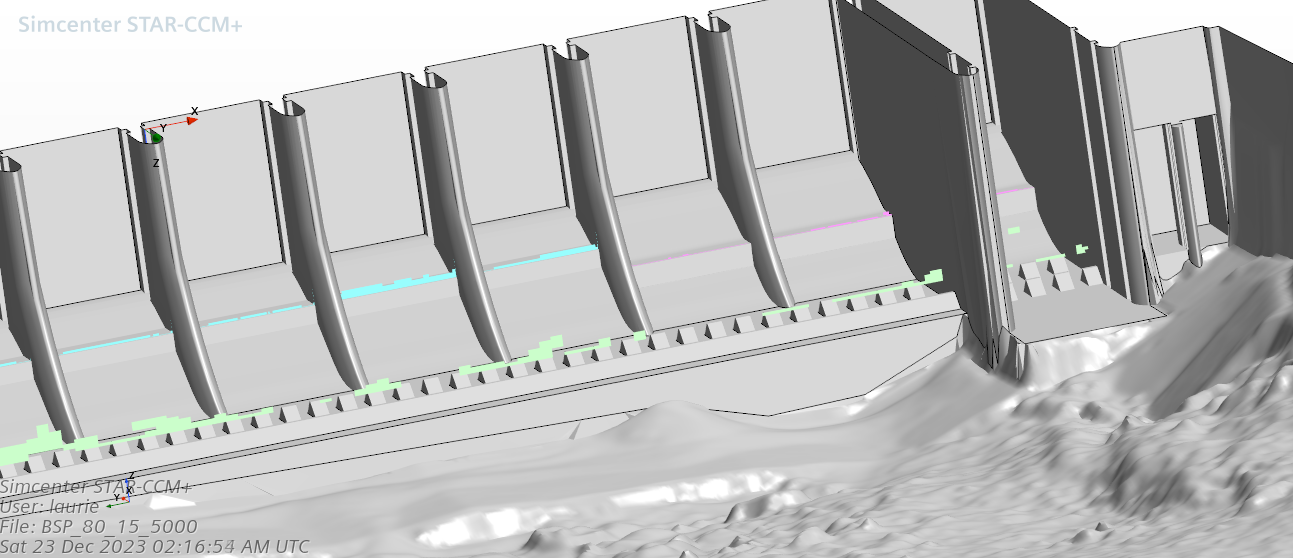 Simcenter STAR-CCM+
X
Y
Z
Z
X
Y
Simcenter STAR-CCM+
User: laurie
File: BSP_80_15_5000
Sat 23 Dec 2023 02:16:54 AM UTC